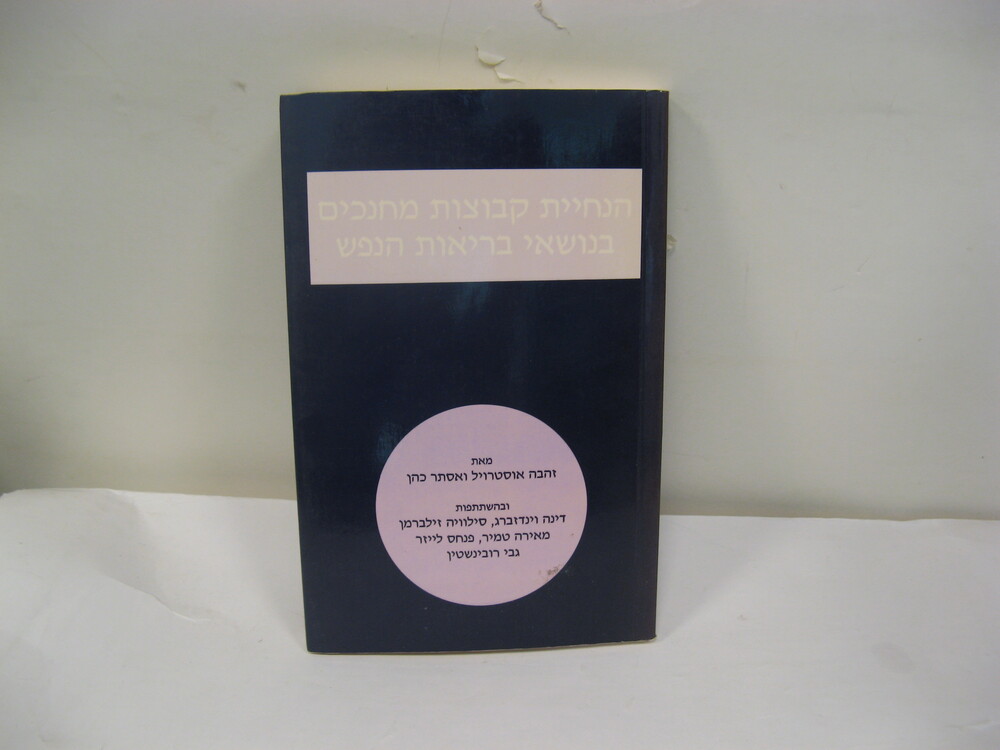 הנחיית קבוצות מחנכים
בנושאי בריאות הנפש
מאת
זהבה אוסטרויל ואסתר כהן
ובהשתתפות
דינה וינדזברג, סילוויה זילברמן
מאירה טמיר, פנחס לייזר
גבי רובינשטין